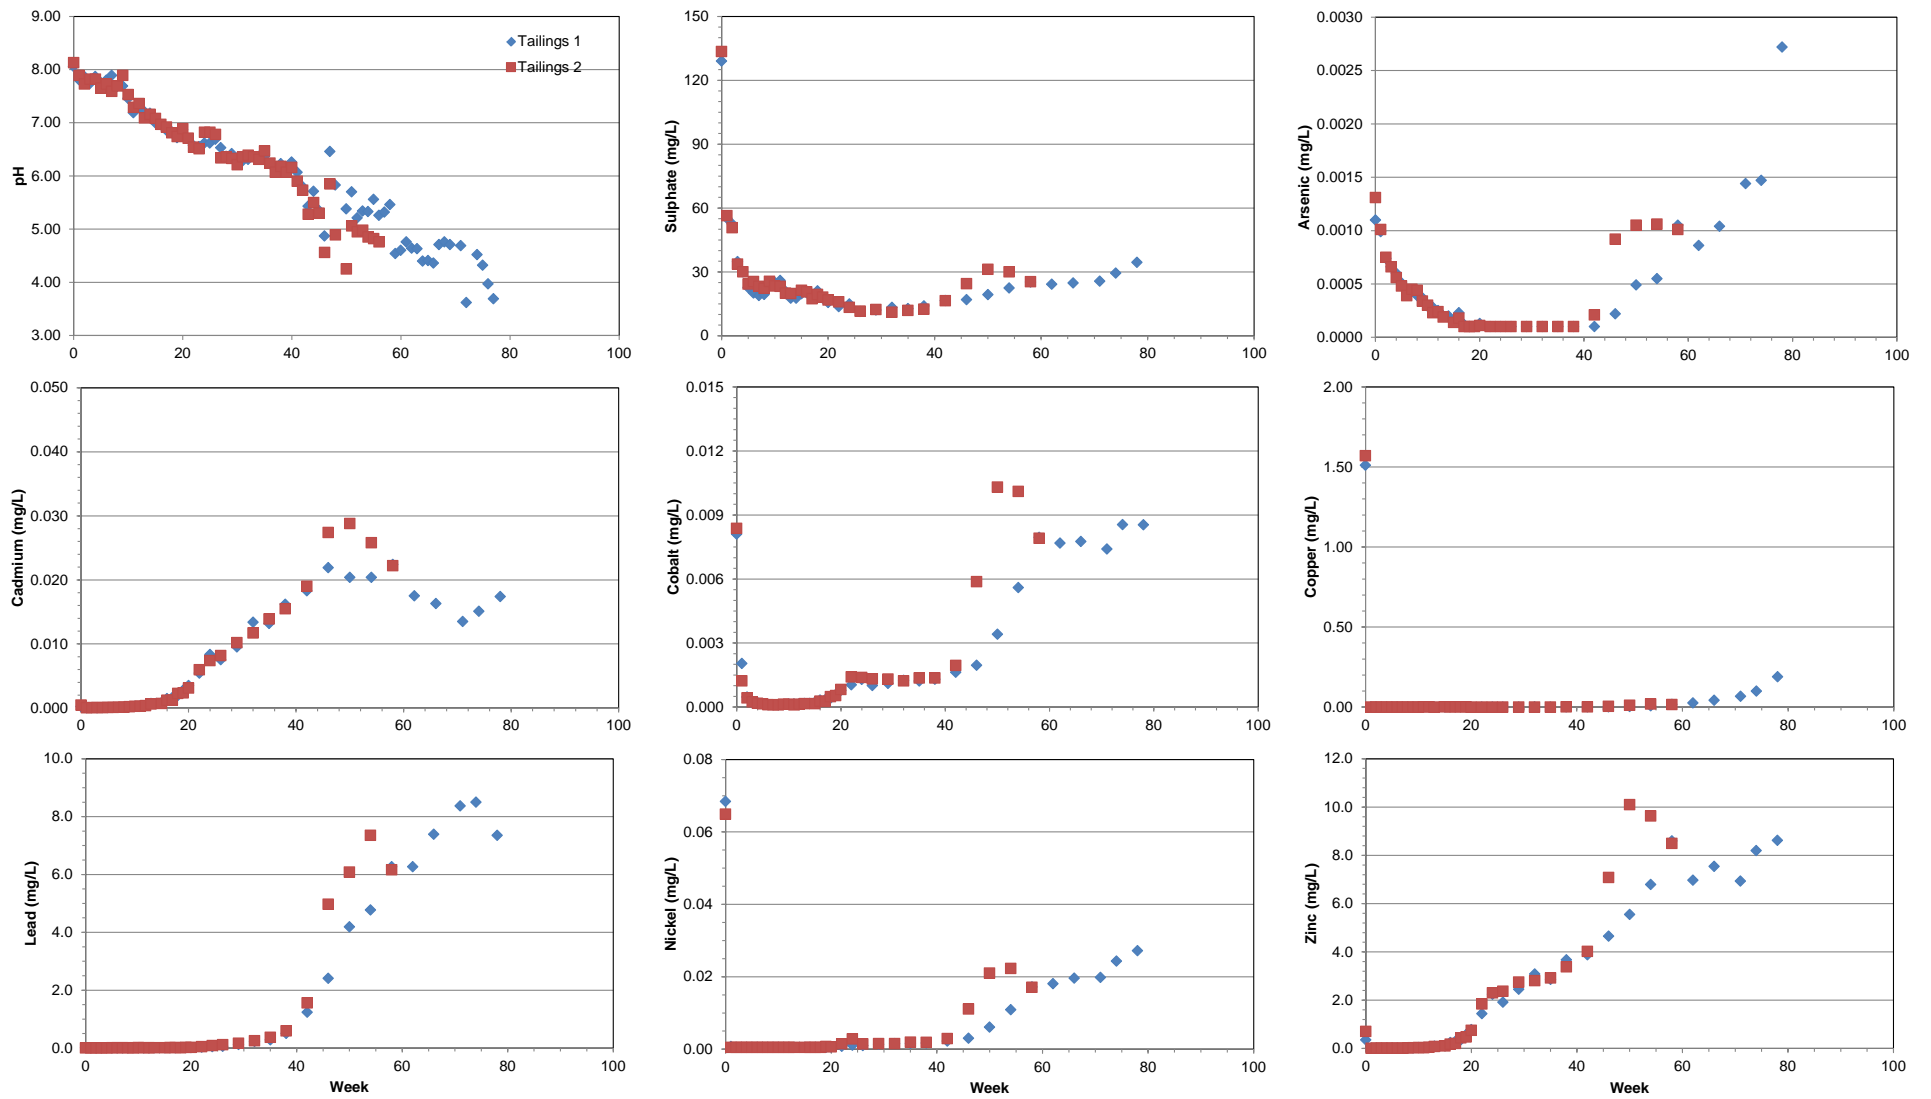 9.00
8.00
7.00
6.00
5.00
4.00
3.00
pH
Tailings 1
Tailings 2
0 20 40 60 80 100
150
120
90
60
30
0
Sulphate (mg/L)
0 20 40 60 80 100
0.0030
0.0025
0.0020
0.0015
0.0010
0.0005
0.0000
Arsenic (mg/L)
0 20 40 60 80 100
0.050
0.040
0.030
0.020
0.010
0.000
Cadmium (mg/L)
0 20 40 60 80 100
0.015
0.012
0.009
0.006
0.003
0.000
Cobalt (mg/L)
0 20 40 60 80 100
2.00
1.50
1.00
0.50
0.00
Copper (mg/L)
0 20 40 60 80 100
10.0
8.0
6.0
4.0
2.0
0.0
Lead (mg/L)
0 20 40 60 80 100
Week
0.08
0.06
0.04
0.02
0.00
Nickel (mg/L)
0 20 40 60 80 100
Week
12.0
10.0
8.0
6.0
4.0
2.0
0.0
Zinc (mg/L)
0 20 40 60 80 100
Week